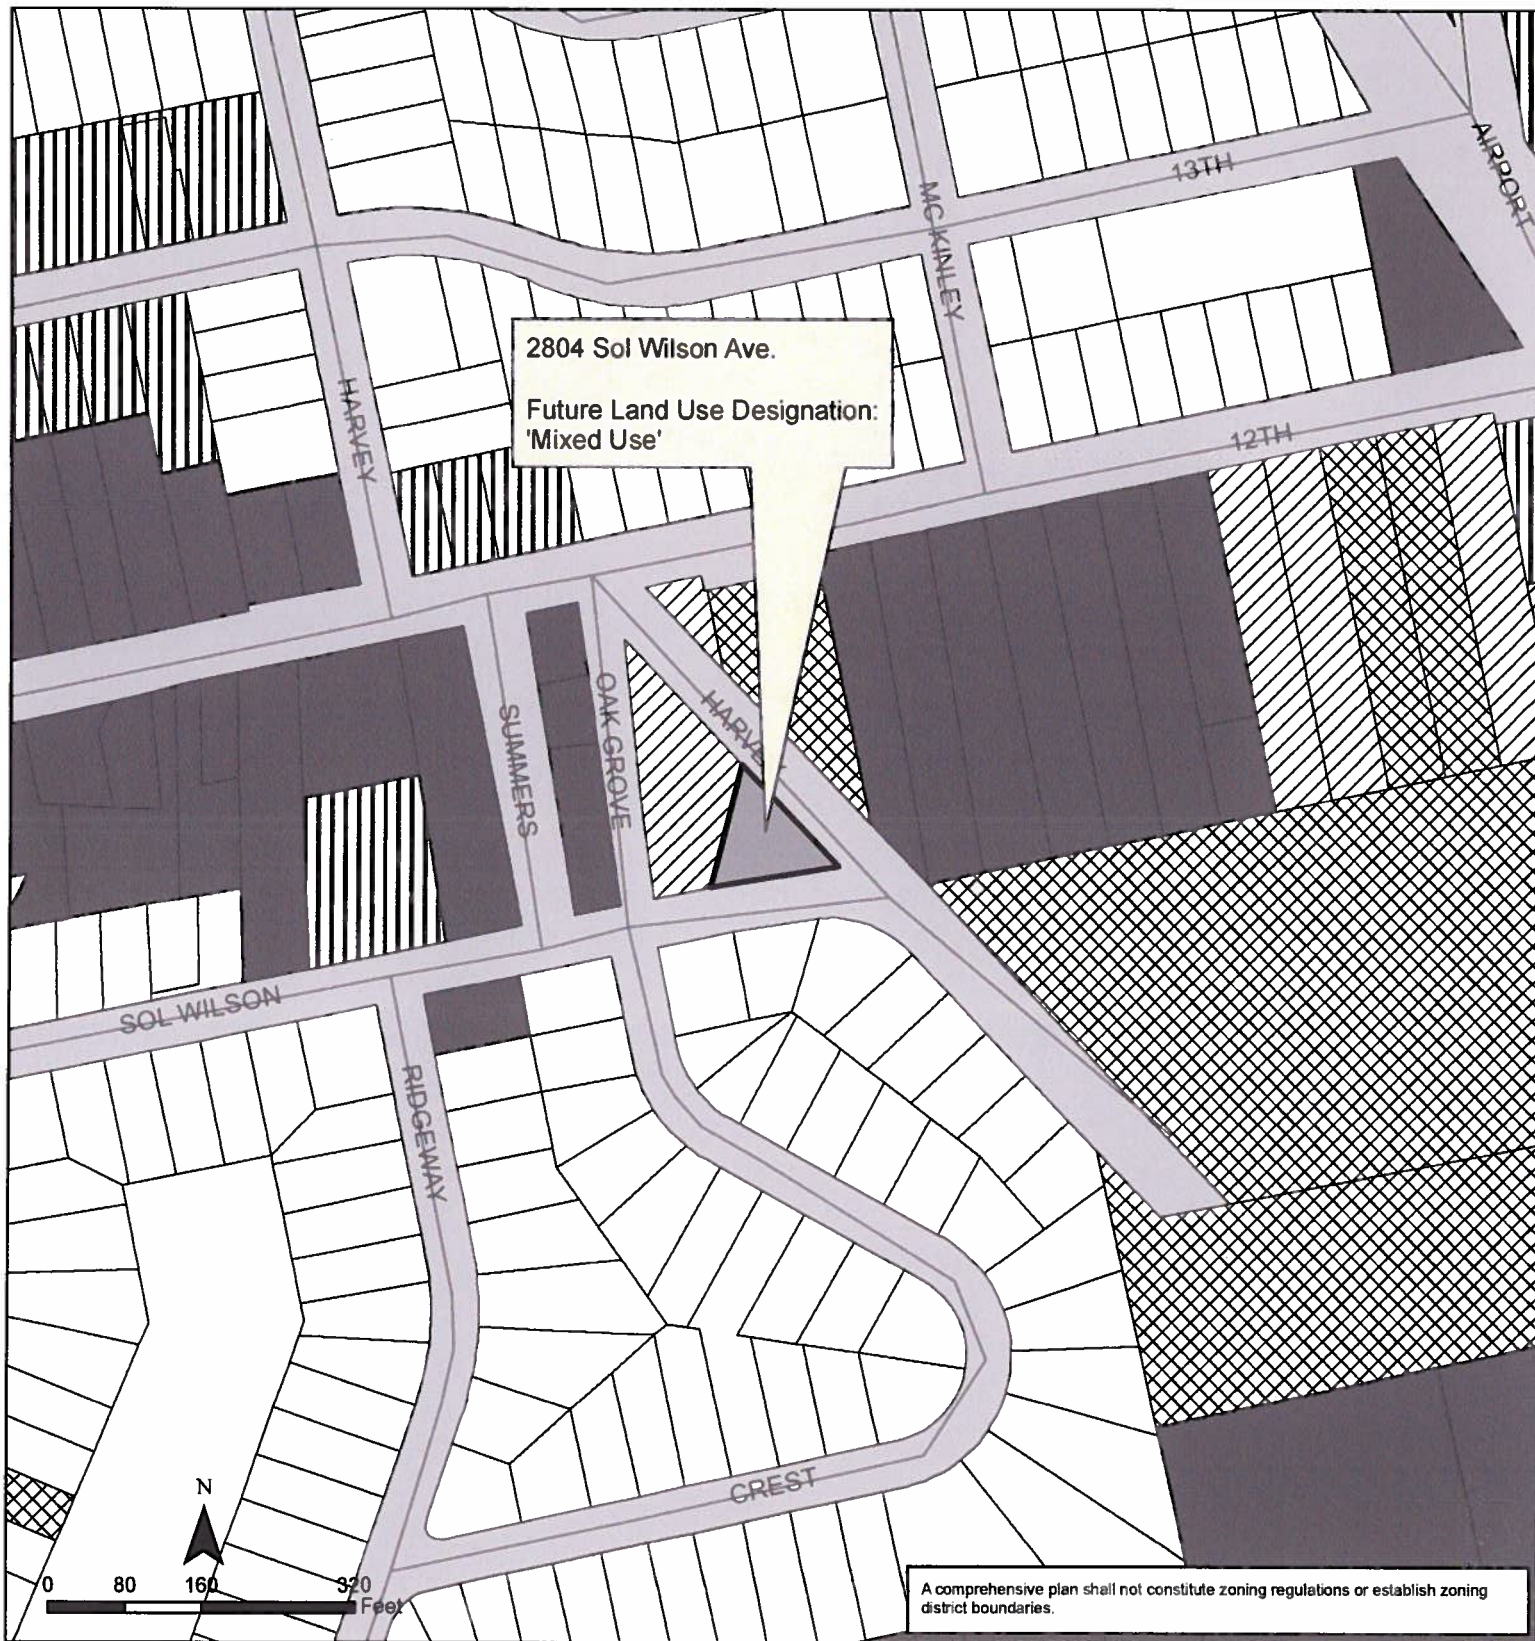 13TH
AIRPORT
MC KINLEY
2804 Sol Wilson Ave.
Future Land Use Designation:
'Mixed Use'
HARVEY
12TH
OAK GROVE
HARVEY
SUMMERS
SOL WILSON
RIDGEWAY
CREST
N
0 80 160 320
Feet
A comprehensive plan shall not constitute zoning regulations or establish zoning
district boundaries.